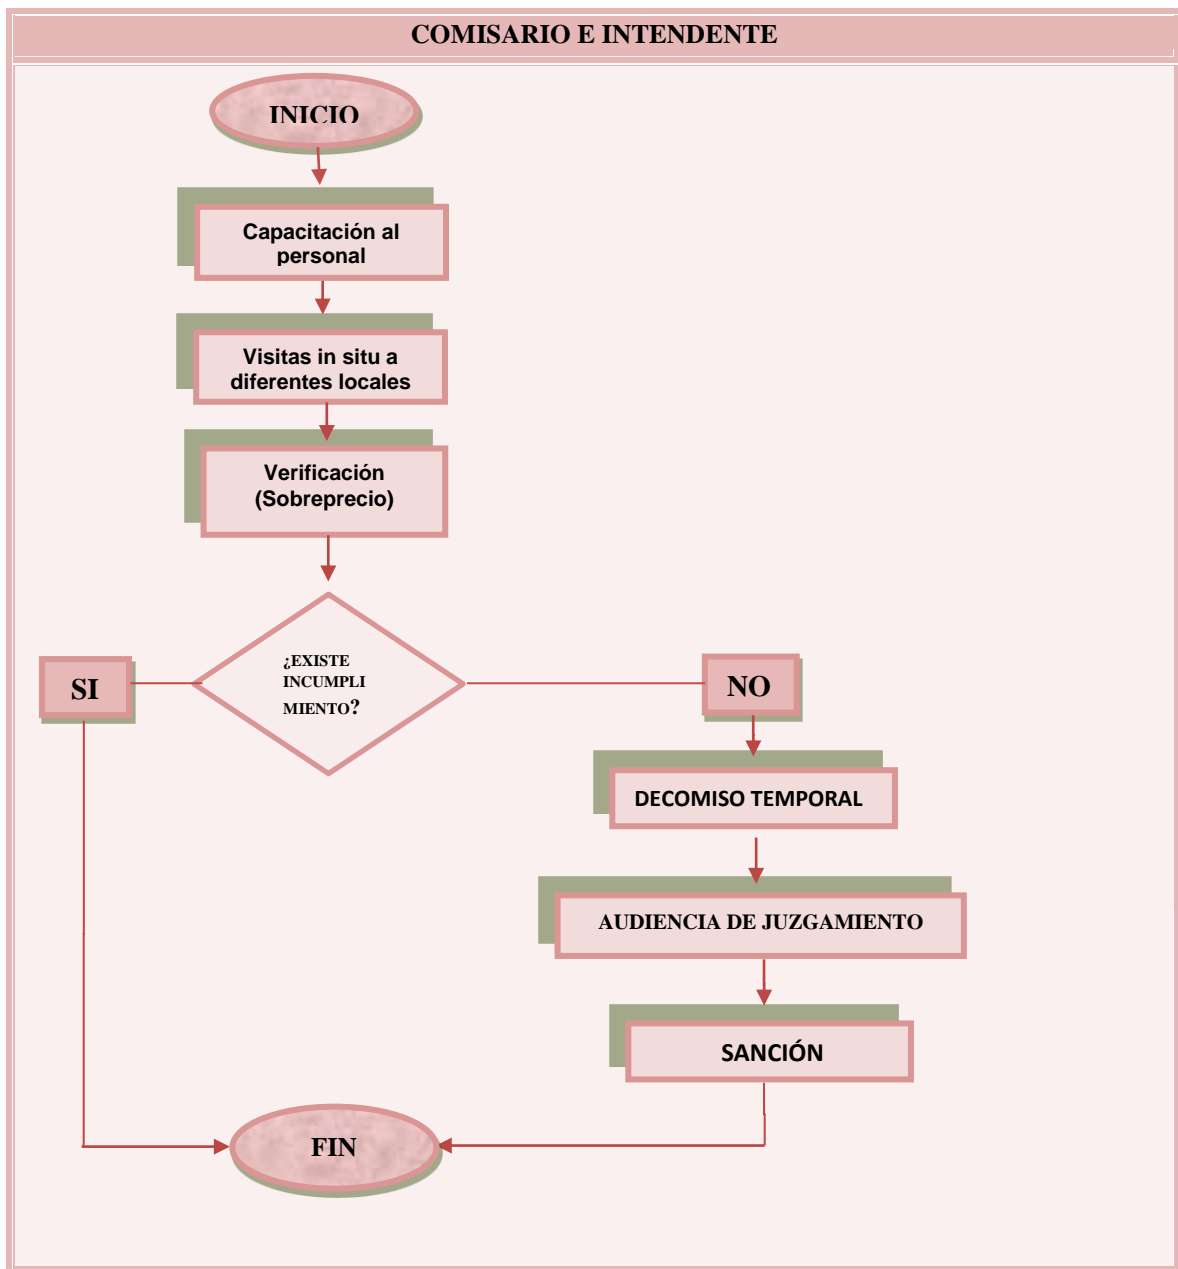 COMISARIO E INTENDENTE
INICIO
Capacitación al
personal
Visitas in situ a
diferentes locales
Verificación
(Sobreprecio)
¿EXISTE
INCUMPLI
MIENTO?
SI
NO
DECOMISO TEMPORAL
AUDIENCIA DE JUZGAMIENTO
SANCIÓN
FIN